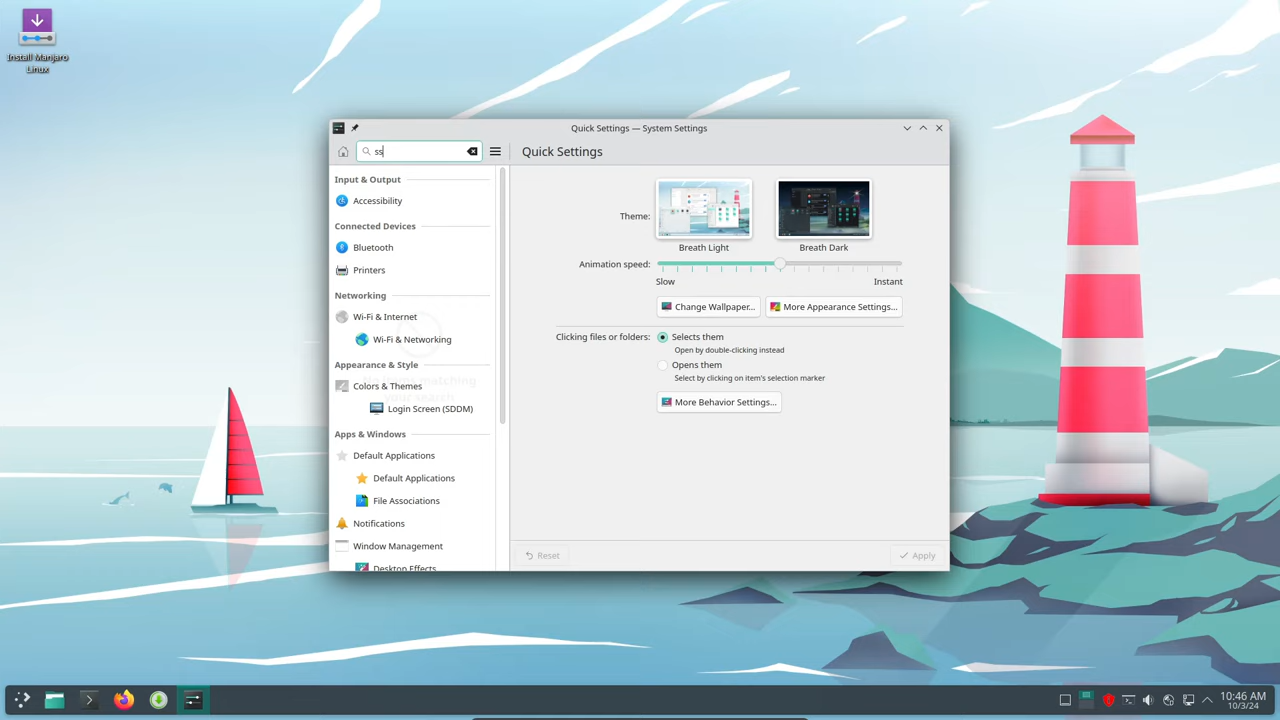 Install Manjaro
Linux
Quick Settings — System Settings
ss
Quick Settings
Input & Output
Accessibility
Connected Devices
Bluetooth
Printers
Networking
Wi-Fi & Internet
Wi-Fi & Networking
Appearance & Style
Colors & Themes
Login Screen (SDDM)
Apps & Windows
Default Applications
Default Applications
File Associations
Notifications
Window Management
Desktop Effects
matching
your search
Theme:
Breath Light
Breath Dark
Animation speed:
Slow
Instant
Change Wallpaper...
More Appearance Settings...
Clicking files or folders:
Selects them
Open by double-clicking instead
Opens them
Select by clicking on item's selection marker
More Behavior Settings...
Reset
Apply
10:46 AM
10/3/24